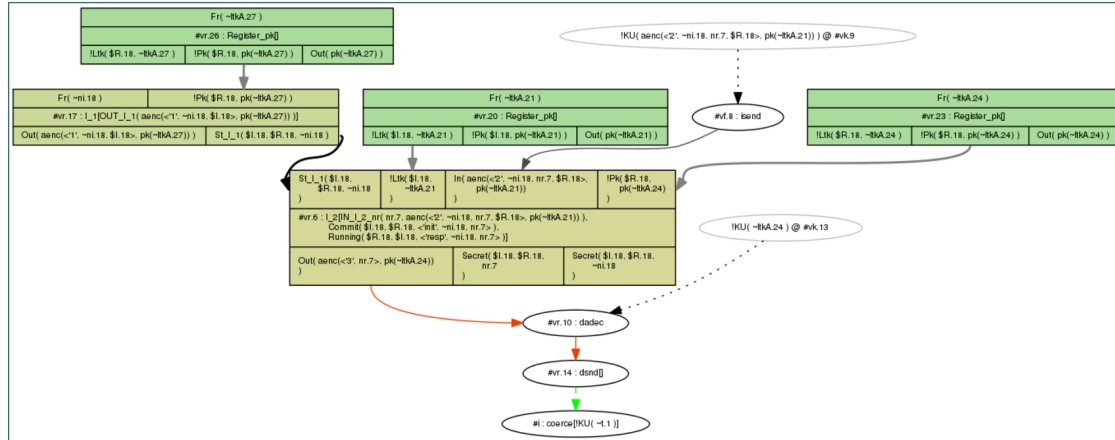 Fr( ~ltkA.27 )
#vr.26 : Register_pk[]
!Ltk( $R.18, ~ltkA.27 ) !Pk( $R.18, pk(~ltkA.27) ) Out( pk(~ltkA.27) )
!KU( aenc(<'2', ~ni.18, nr.7, $R.18>, pk(~ltkA.21)) ) @ #vk.9
Fr( ~ni.18 ) !Pk( $R.18, pk(~ltkA.27) )
#vr.17 : I_1[OUT_I_1( aenc(<'1', ~ni.18, $I.18>, pk(~ltkA.27)) )]
Out( aenc(<'1', ~ni.18, $I.18>, pk(~ltkA.27)) ) St_I_1( $I.18, $R.18, ~ni.18 )
Fr( ~ltkA.21 )
#vr.20 : Register_pk[]
!Ltk( $I.18, ~ltkA.21 ) !Pk( $I.18, pk(~ltkA.21) ) Out( pk(~ltkA.21) )
#vf.8 : isend
Fr( ~ltkA.24 )
#vr.23 : Register_pk[]
!Ltk( $R.18, ~ltkA.24 ) !Pk( $R.18, pk(~ltkA.24) ) Out( pk(~ltkA.24) )
St_I_1( $I.18, !Ltk( $I.18, In( aenc(<'2', ~ni.18, nr.7, $R.18>, !Pk( $R.18,
$R.18, ~ni.18 ~ltkA.21 pk(~ltkA.21)) pk(~ltkA.24)
) ) ) )
#vr.6 : I_2[IN_I_2_nr( nr.7, aenc(<'2', ~ni.18, nr.7, $R.18>, pk(~ltkA.21)) ),
Commit( $I.18, $R.18, <'init', ~ni.18, nr.7> ),
Running( $R.18, $I.18, <'resp', ~ni.18, nr.7> )]
Out( aenc(<'3', nr.7>, pk(~ltkA.24)) Secret( $I.18, $R.18, Secret( $I.18, $R.18,
) nr.7 ~ni.18
) )
!KU( ~ltkA.24 ) @ #vk.13
#vr.10 : dadec
#vr.14 : dsnd[]
#i : coerce[!KU( ~t.1 )]